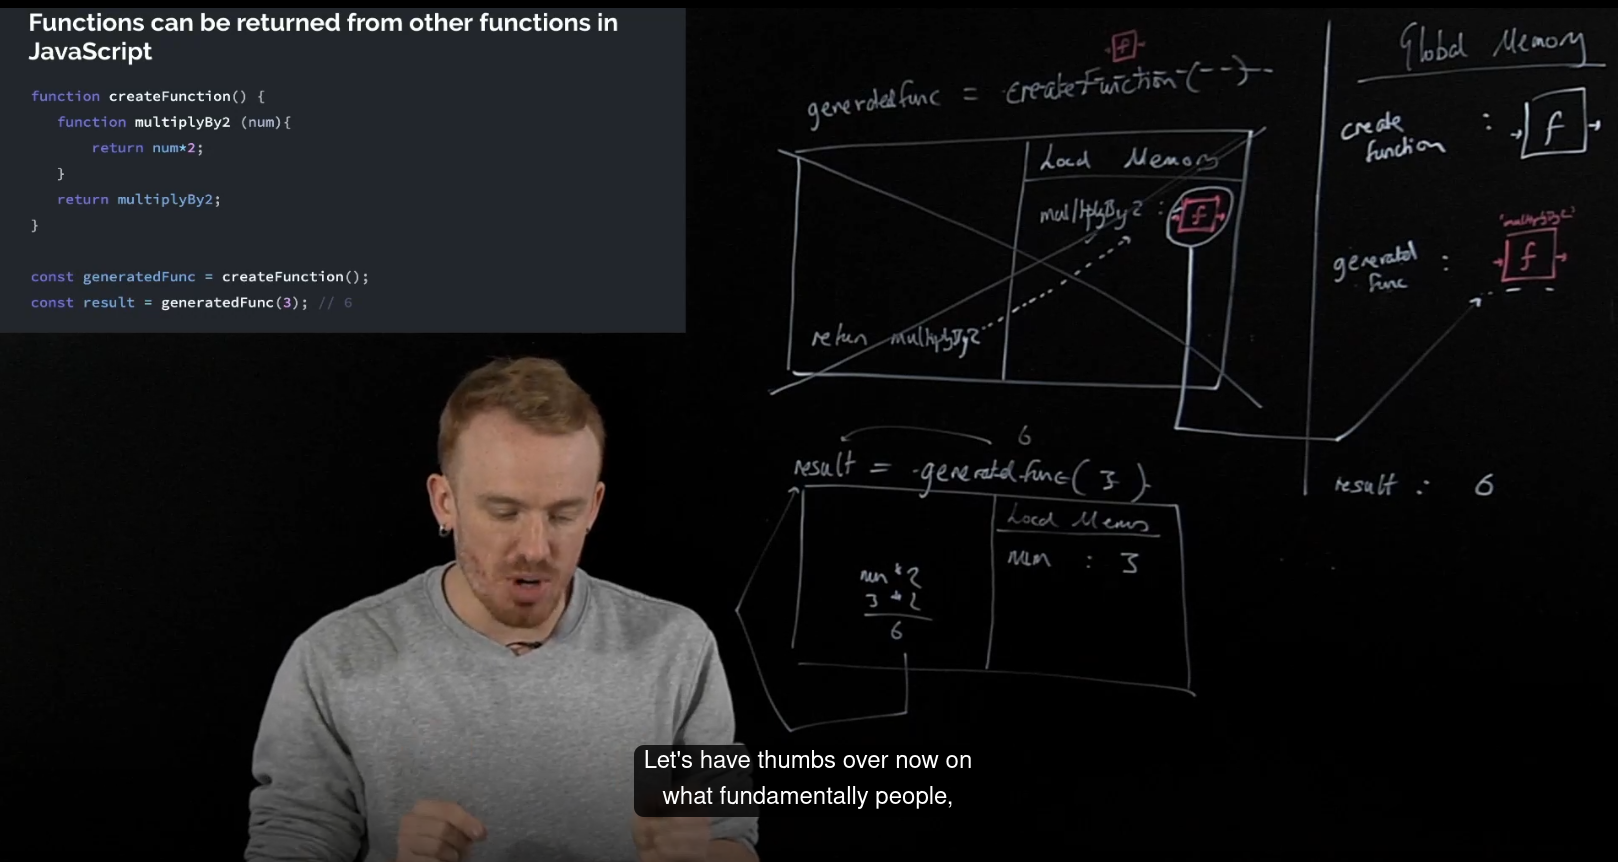 Functions can be returned from other functions in
JavaScript
function createFunction() {
function multiplyBy2 (num){
return num*2;
}
return multiplyBy2;
}
const generatedFunc = createFunction();
const result = generatedFunc(3); // 6
f
generatedfunc = createFunction(--)--
Local Memory
multiplyBy2 : f
return multiplyBy2
6
result = generatedfunc( 3 )
Local Memory
num : 3
num * 2
3 * 2
6
Global Memory
create
function : f
"multiplyBy2"
generated
func : f
result : 6
Let's have thumbs over now on
what fundamentally people,